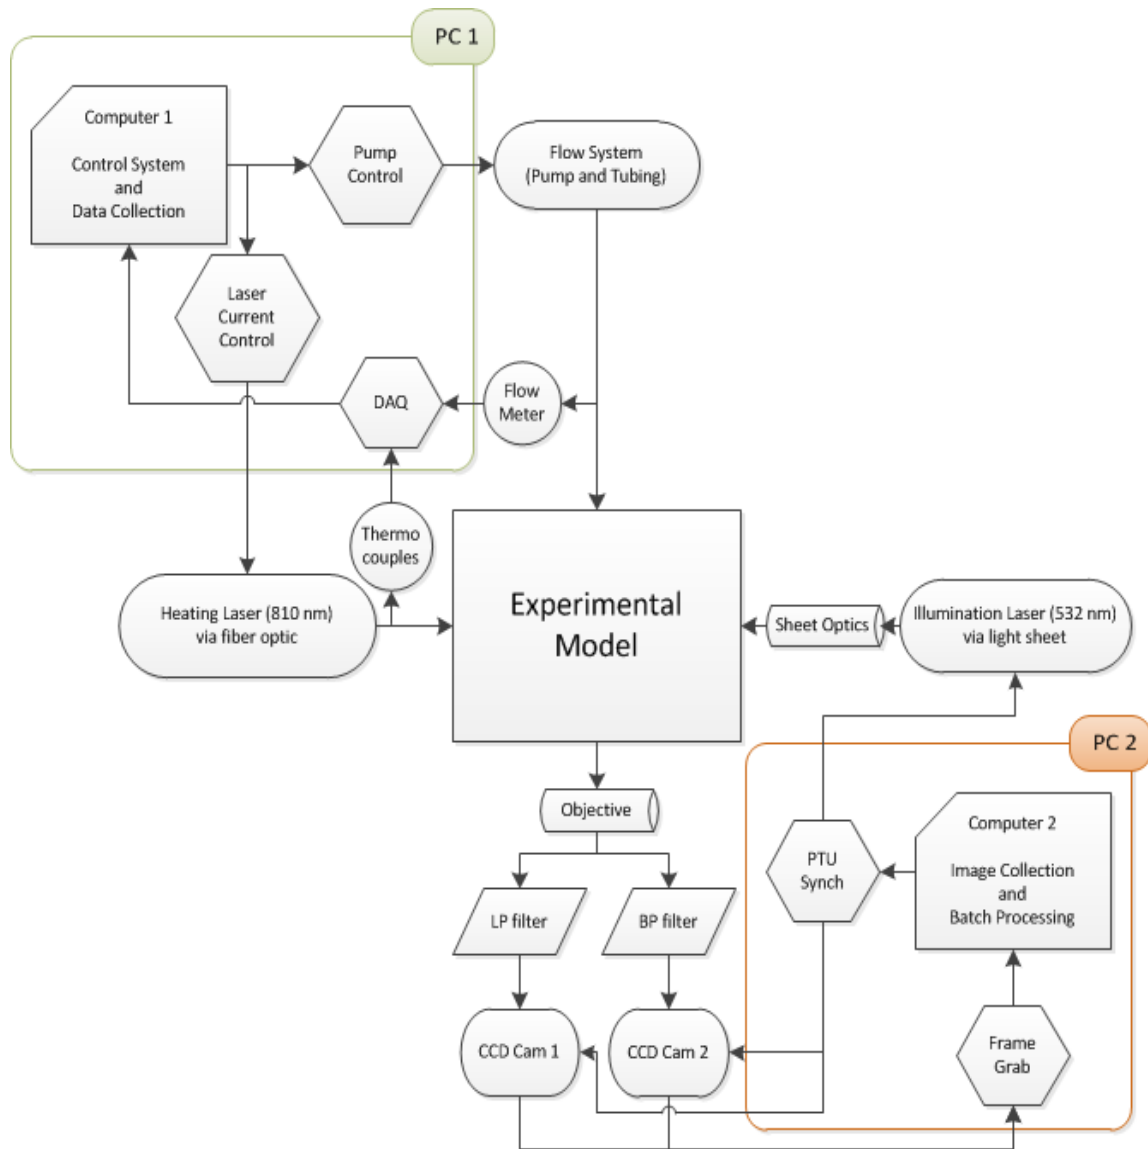 PC 1
Computer 1
Control System
and
Data Collection
Pump
Control
Flow System
(Pump and Tubing)
Laser
Current
Control
DAQ
Flow
Meter
Thermo
couples
Heating Laser (810 nm)
via fiber optic
Experimental
Model
Sheet Optics
Illumination Laser (532 nm)
via light sheet
PC 2
Objective
PTU
Synch
Computer 2
Image Collection
and
Batch Processing
LP filter
BP filter
CCD Cam 1
CCD Cam 2
Frame
Grab